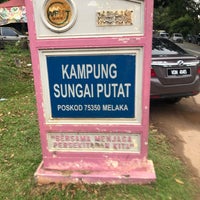 KAMPUNG
SUNGAI PUTAT
POSKOD 75350 MELAKA
"BERSAMA MENJAGA
PERSEKITARAN KITA"